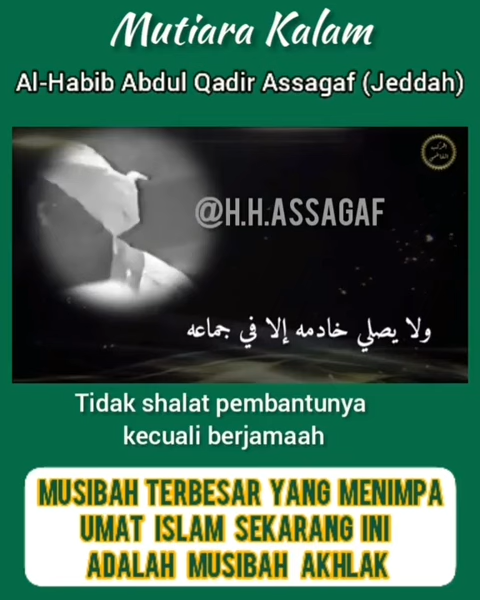 Mutiara Kalam
Al-Habib Abdul Qadir Assagaf (Jeddah)
@H.H.ASSAGAF
ولا يصلي خادمه إلا في جماعه
Tidak shalat pembantunya
kecuali berjamaah
MUSIBAH TERBESAR YANG MENIMPA
UMAT ISLAM SEKARANG INI
ADALAH MUSIBAH AKHLAK